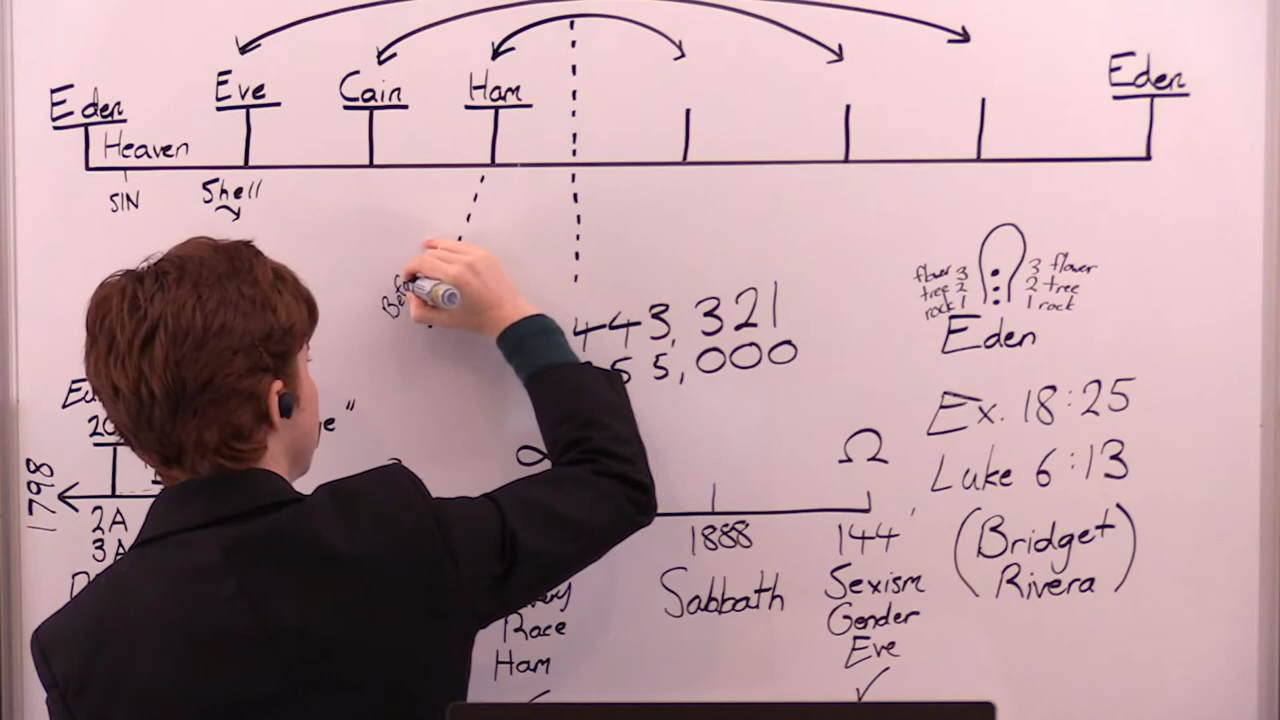 Eden
Eve
Cain
Ham
Eden
Heaven
SIN
Shell
flower 3
tree 2
rock 1
3 flower
2 tree
1 rock
Eden
443,321
55,000
Ex. 18:25
Luke 6:13
(Bridget
Rivera)
1798
2A
3A
α
Ω
1888
144
Sabbath
Sexism
Gender
Eve
Race
Ham